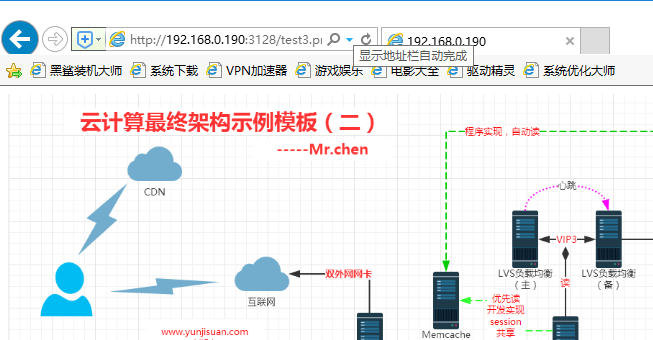 http://192.168.0.190:3128/test3.p
192.168.0.190
显示地址栏自动完成
黑鲨装机大师
系统下载
VPN加速器
游戏娱乐
电影大全
驱动精灵
系统优化大师
云计算最终架构示例模板（二）
-----Mr.chen
程序实现，自动读
CDN
心跳
VIP3
LVS负载均衡
（主）
LVS负载均衡
（备）
双外网网卡
读
互联网
优先读
开发实现
session
共享
www.yunjisuan.com
Memcache